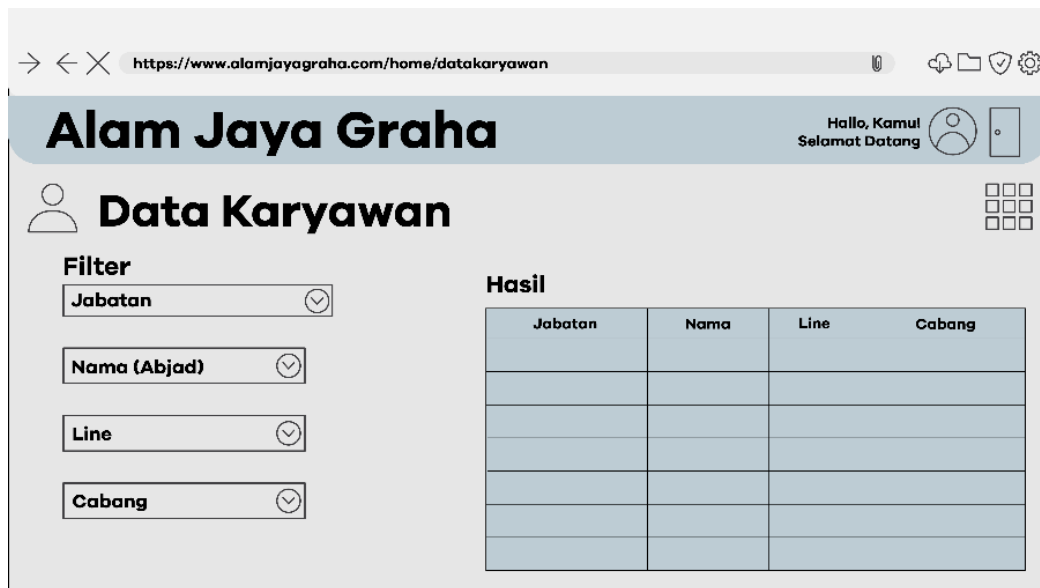 https://www.alamjayagraha.com/home/datakaryawan
Alam Jaya Graha
Hallo, Kamu!
Selamat Datang
Data Karyawan
Filter
Jabatan
Nama (Abjad)
Line
Cabang
Hasil
Jabatan Nama Line Cabang